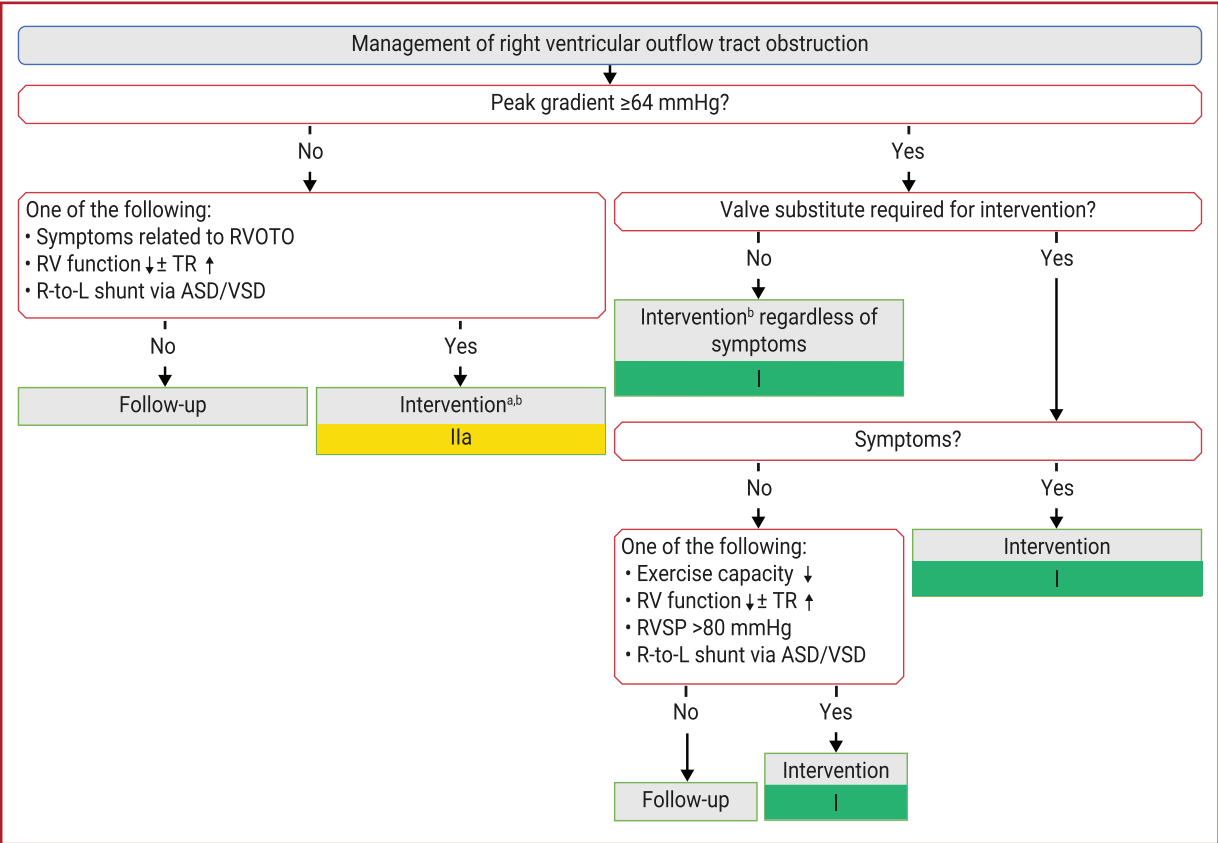 Management of right ventricular outflow tract obstruction
Peak gradient ≥64 mmHg?
No
Yes
One of the following:
• Symptoms related to RVOTO
• RV function ↓± TR ↑
• R-to-L shunt via ASD/VSD
Valve substitute required for intervention?
No
Yes
Interventionᵇ regardless of
symptoms
I
No
Yes
Follow-up
Interventionᵃ,ᵇ
IIa
Symptoms?
No
Yes
One of the following:
• Exercise capacity ↓
• RV function ↓± TR ↑
• RVSP >80 mmHg
• R-to-L shunt via ASD/VSD
Intervention
I
No
Yes
Follow-up
Intervention
I